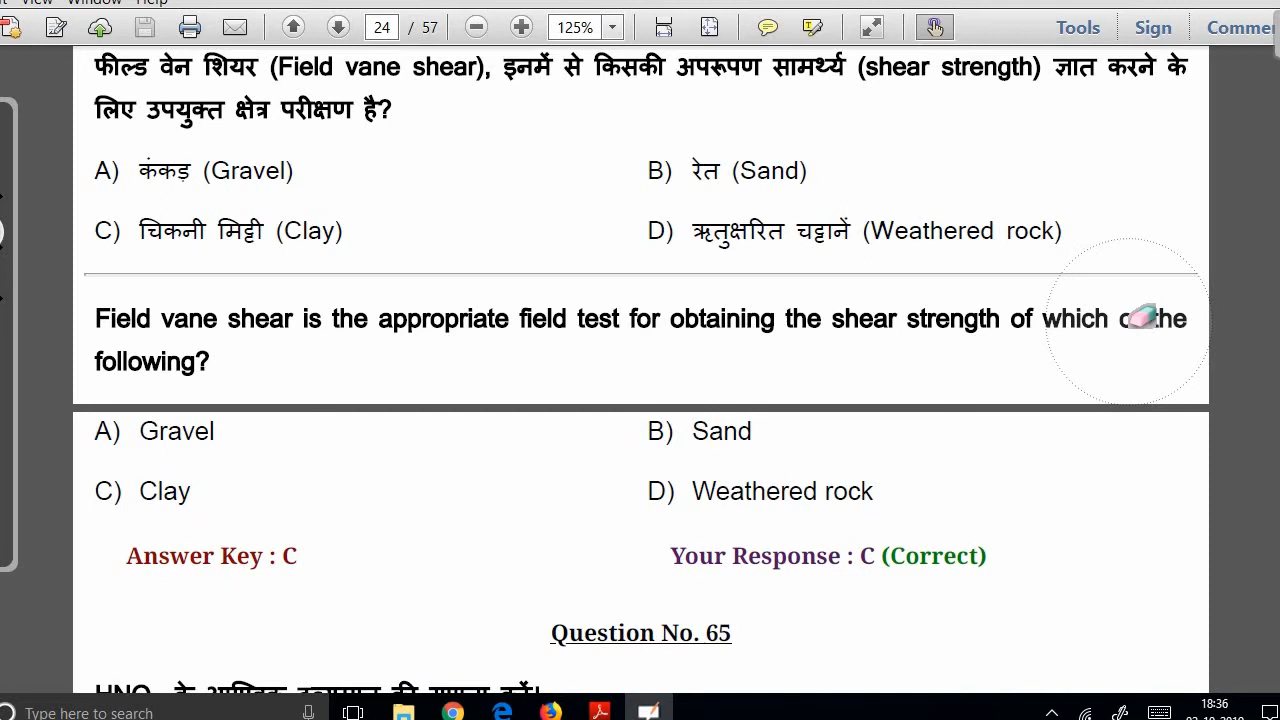 Window Help
24 / 57 125% Tools Sign
फील्ड वेन शियर (Field vane shear), इनमें से किसकी अपरूपण सामर्थ्य (shear strength) ज्ञात करने के
लिए उपयुक्त क्षेत्र परीक्षण है?
A) कंकड़ (Gravel) B) रेत (Sand)
C) चिकनी मिट्टी (Clay) D) ऋतुक्षरित चट्टानें (Weathered rock)
Field vane shear is the appropriate field test for obtaining the shear strength of which the
following?
A) Gravel B) Sand
C) Clay D) Weathered rock
Answer Key : C Your Response : C (Correct)
Question No. 65
Type here to search 18:36